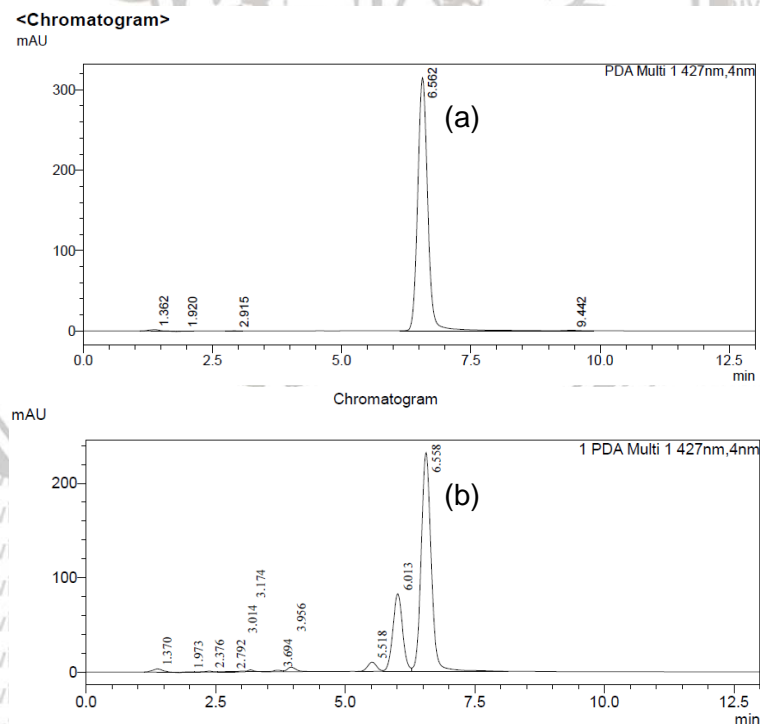 <Chromatogram>
mAU
PDA Multi 1 427nm,4nm
300
200
100
0
1.362
1.920
2.915
6.562
(a)
9.442
0.0 2.5 5.0 7.5 10.0 12.5
min
Chromatogram
mAU
1 PDA Multi 1 427nm,4nm
200
100
0
1.370
1.973
2.376
2.792
3.014
3.174
3.694
3.956
5.518
6.013
6.558
(b)
0.0 2.5 5.0 7.5 10.0 12.5
min